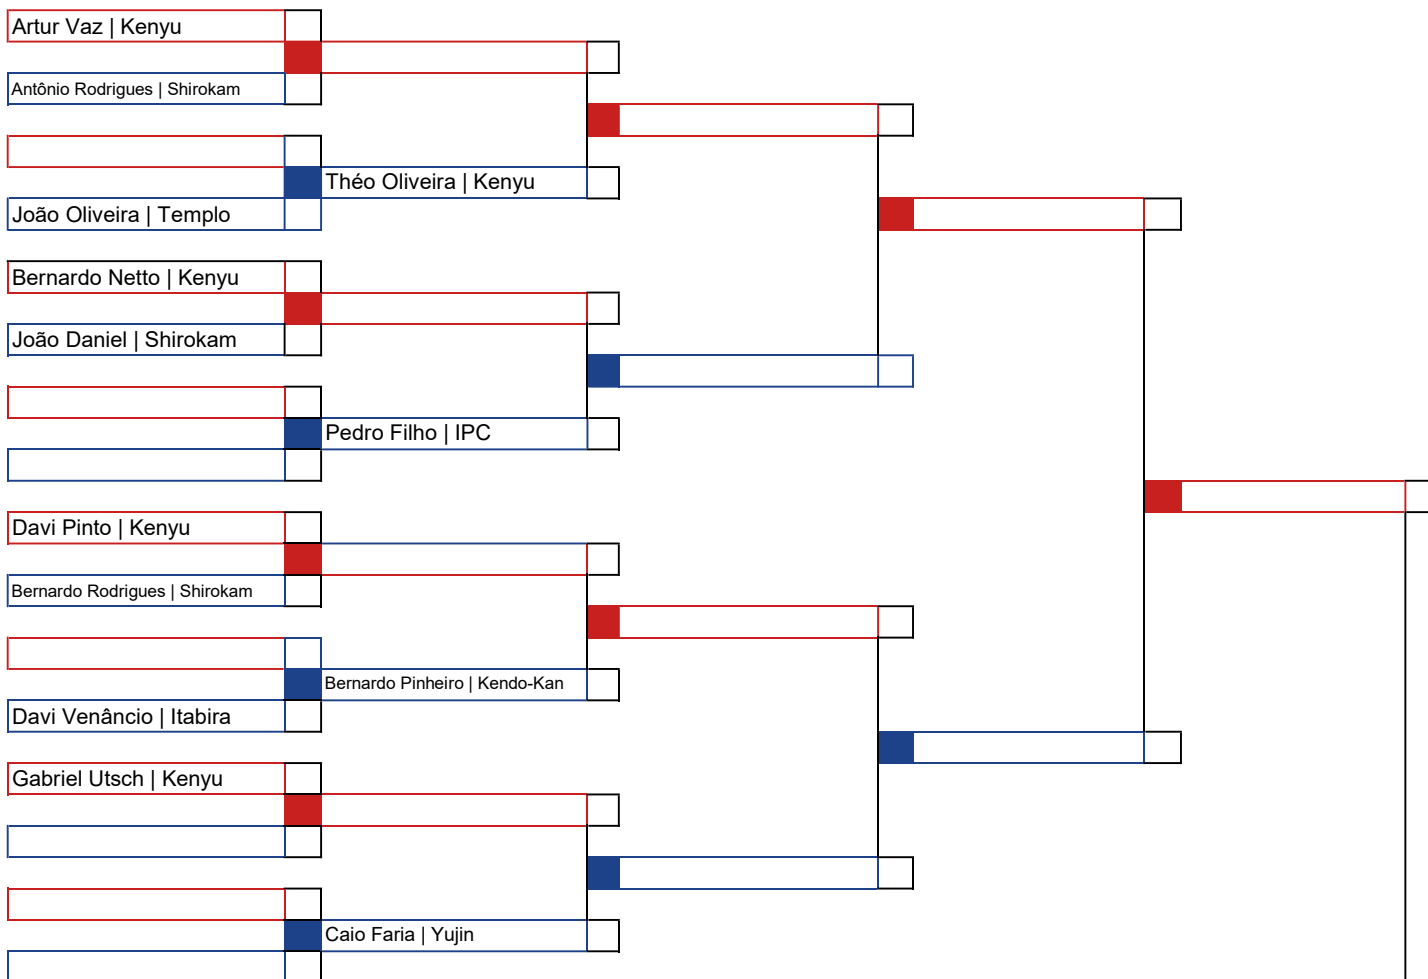 Artur Vaz | Kenyu
Antônio Rodrigues | Shirokam
Théo Oliveira | Kenyu
João Oliveira | Templo
Bernardo Netto | Kenyu
João Daniel | Shirokam
Pedro Filho | IPC
Davi Pinto | Kenyu
Bernardo Rodrigues | Shirokam
Bernardo Pinheiro | Kendo-Kan
Davi Venâncio | Itabira
Gabriel Utsch | Kenyu
Caio Faria | Yujin